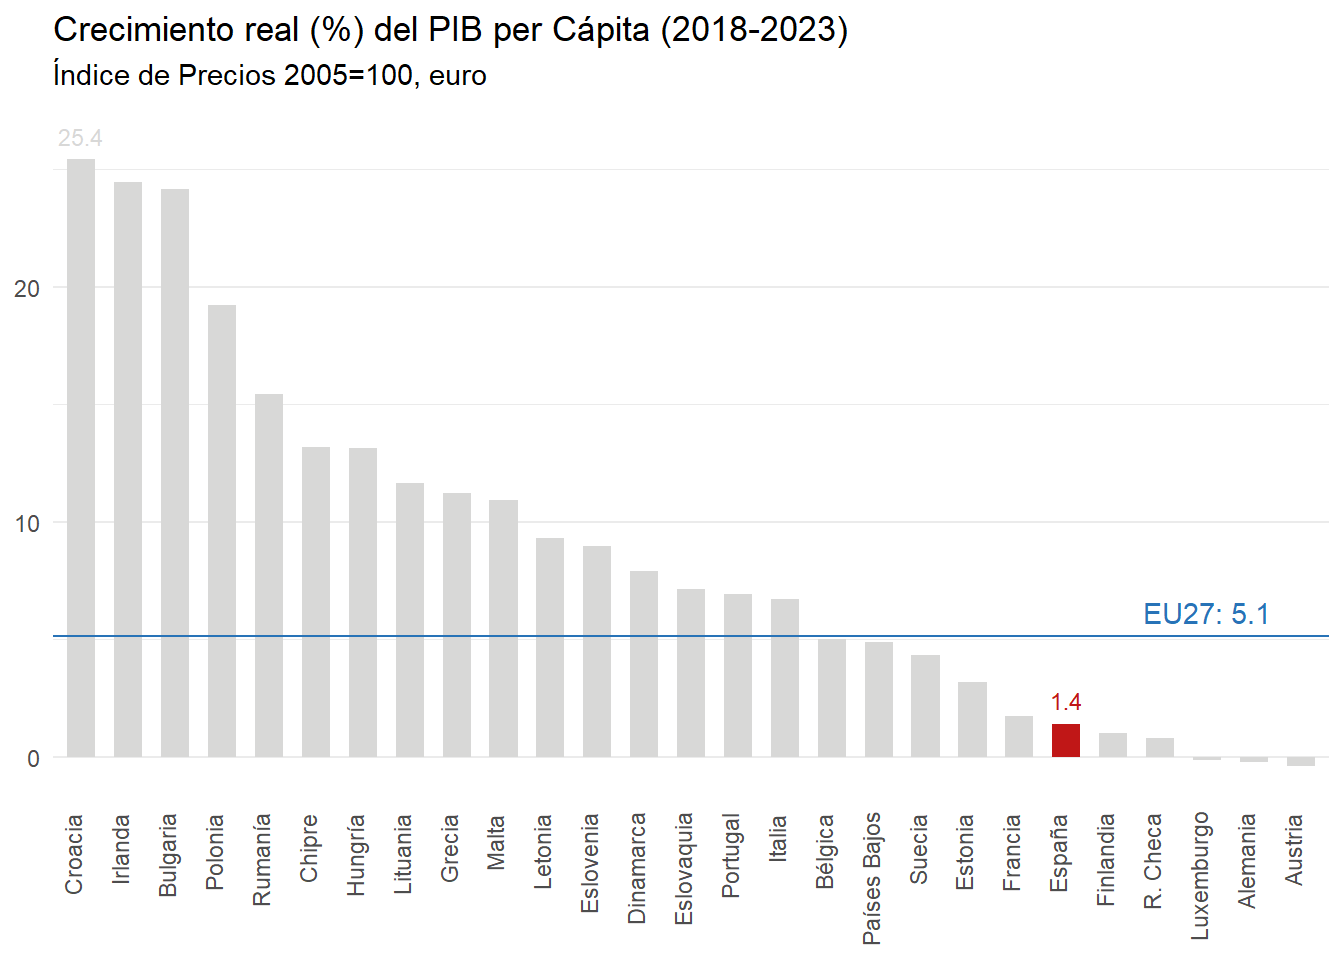 Crecimiento real (%) del PIB per Cápita (2018-2023)
Índice de Precios 2005=100, euro
25.4
20
10
EU27: 5.1
1.4
0
Croacia
Irlanda
Bulgaria
Polonia
Rumanía
Chipre
Hungría
Lituania
Grecia
Malta
Letonia
Eslovenia
Dinamarca
Eslovaquia
Portugal
Italia
Bélgica
Países Bajos
Suecia
Estonia
Francia
España
Finlandia
R. Checa
Luxemburgo
Alemania
Austria